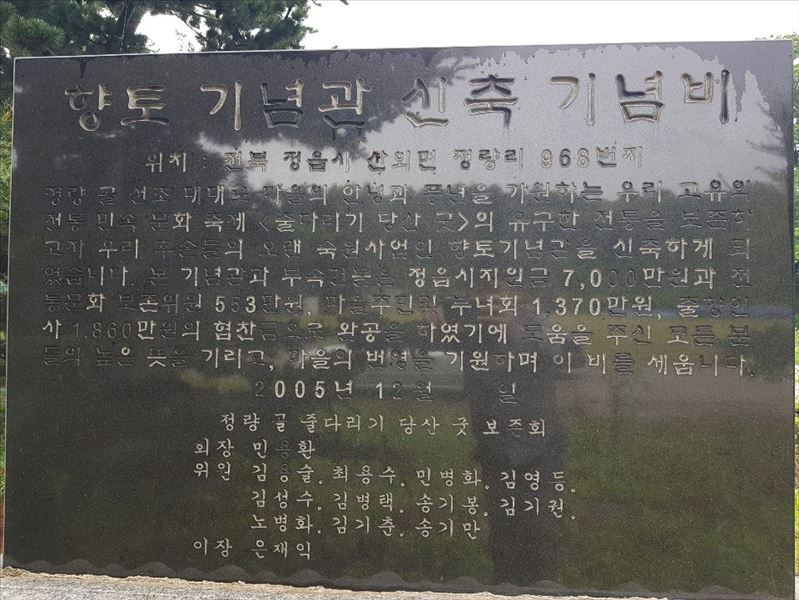 향토 기념관 신축 기념비
위치 : 전북 정읍시 산외면 정량리 968번지
정량 골 선조 대대로 마을의 안녕과 풍년을 기원하는 우리 고유의
전통 민속 문화 축제 <줄다리기 당산 굿>의 유구한 전통을 보존하
고자 우리 후손들의 오랜 숙원사업인 향토기념관을 신축하게 되
었습니다. 본 기념관과 부속건물은 정읍시지원금 7,000만원과 전
통문화 보존위원 553만원, 마을주민및 부녀회 1,370만원, 출향인
사 1,860만원의 협찬금으로 완공을 하였기에 도움을 주신 모든 분
들의 높은 뜻을 기리고, 마을의 번영을 기원하며 이 비를 세웁니다.
2005년 12월 일
정량 골 줄다리기 당산 굿 보존회
회장 민용환
위원 김용술. 최용수. 민병화. 김영등.
김성수. 김병택. 송기봉. 김기권.
노병화. 김기춘. 송기만
이장 은재익